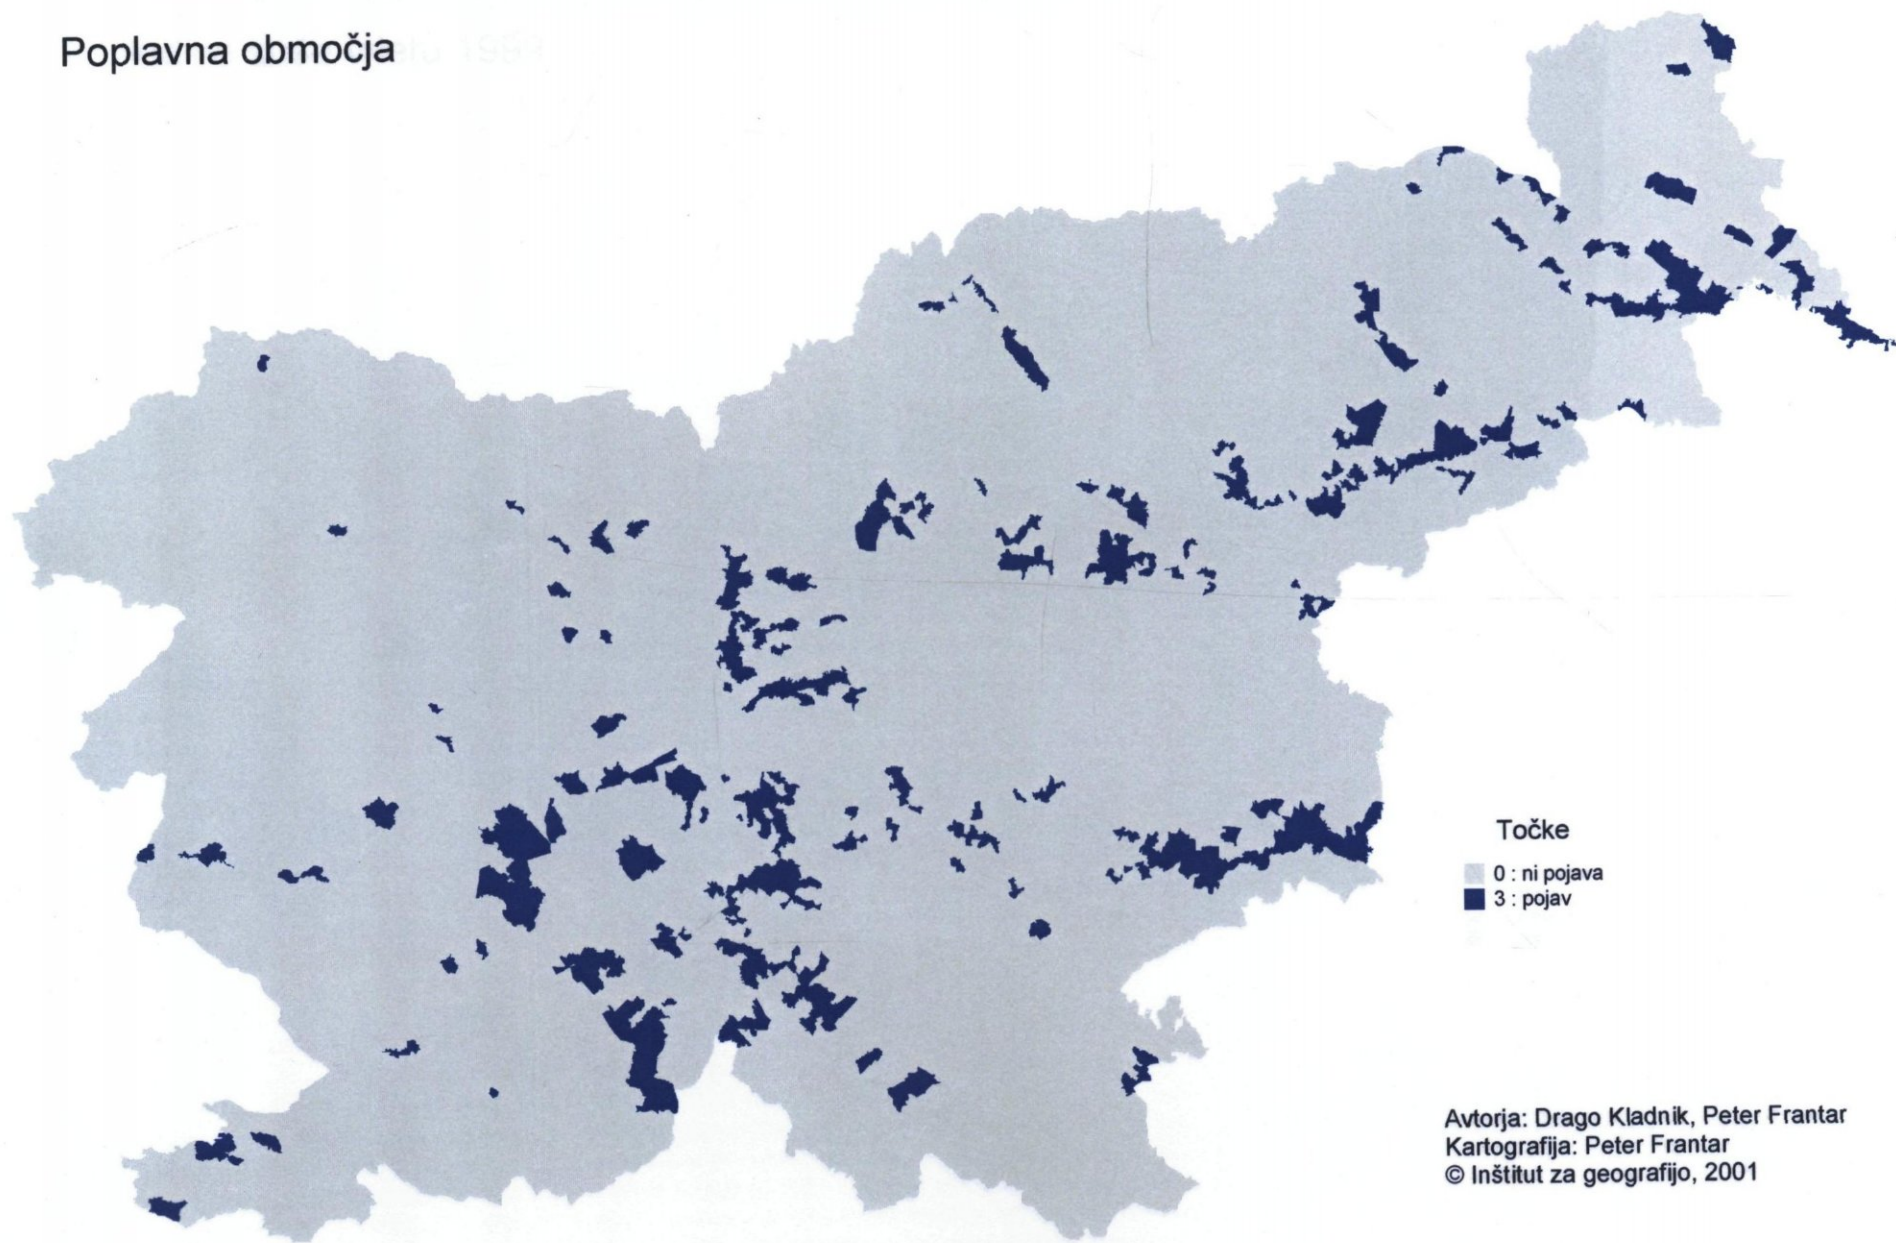 Poplavna območja
Točke
0 : ni pojava
3 : pojav
Avtorja: Drago Kladnik, Peter Frantar
Kartografija: Peter Frantar
© Inštitut za geografijo, 2001